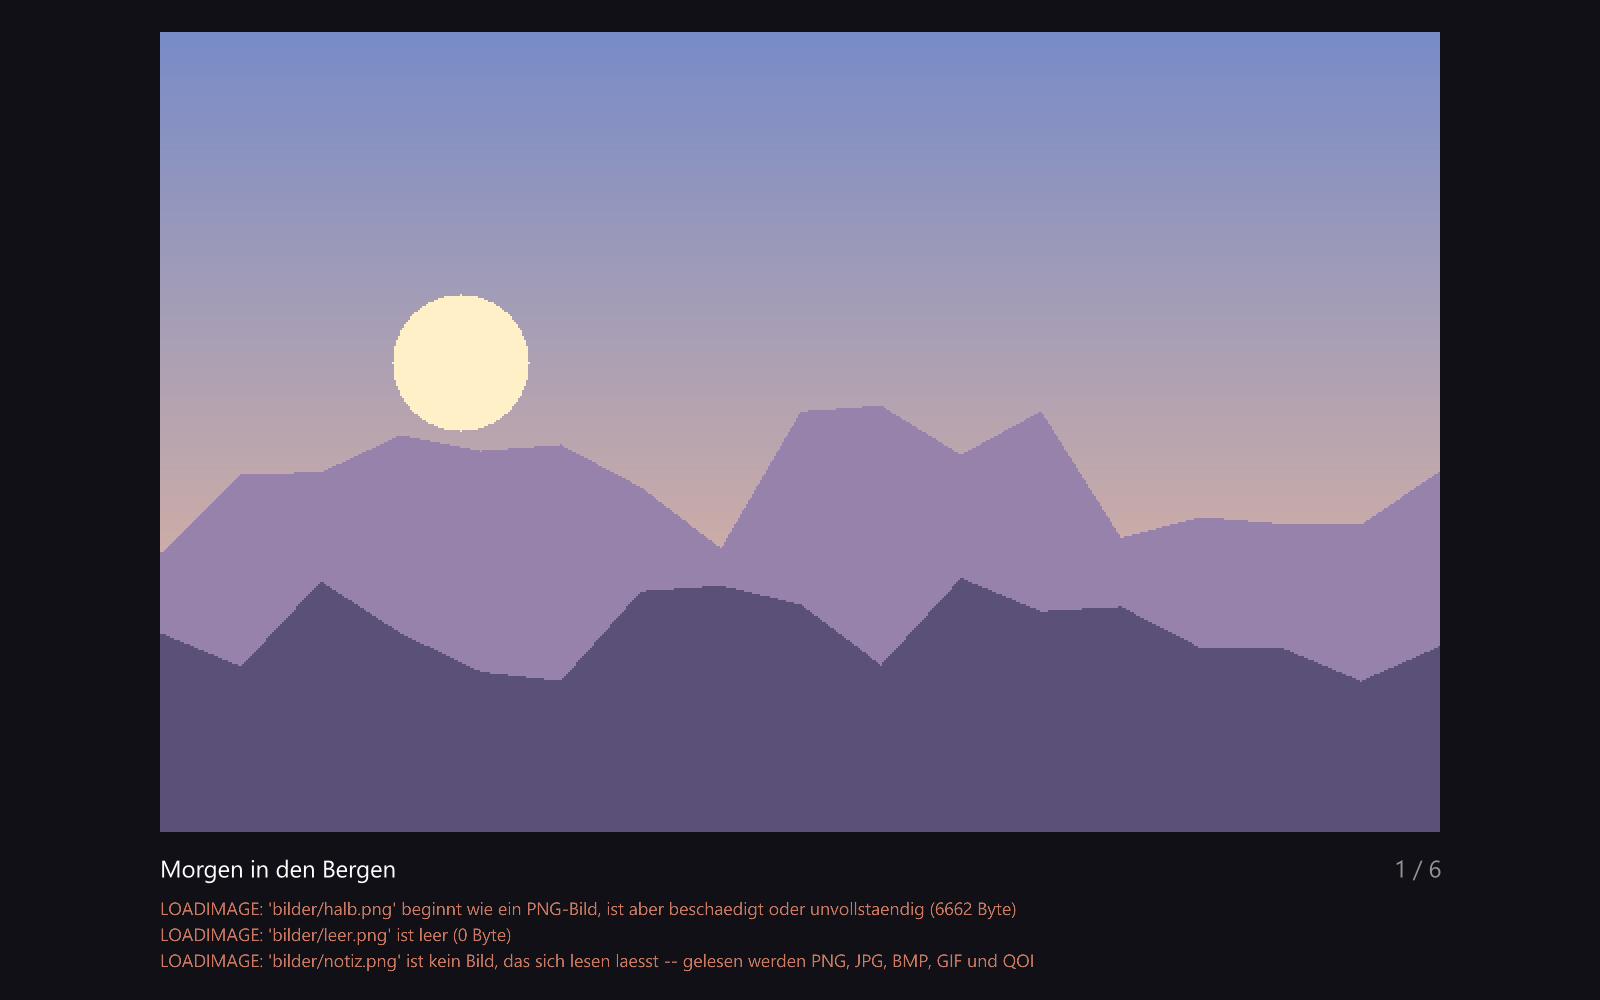 Morgen in den Bergen
1 / 6
LOADIMAGE: 'bilder/halb.png' beginnt wie ein PNG-Bild, ist aber beschaedigt oder unvollstaendig (6662 Byte)
LOADIMAGE: 'bilder/leer.png' ist leer (0 Byte)
LOADIMAGE: 'bilder/notiz.png' ist kein Bild, das sich lesen laesst -- gelesen werden PNG, JPG, BMP, GIF und QOI